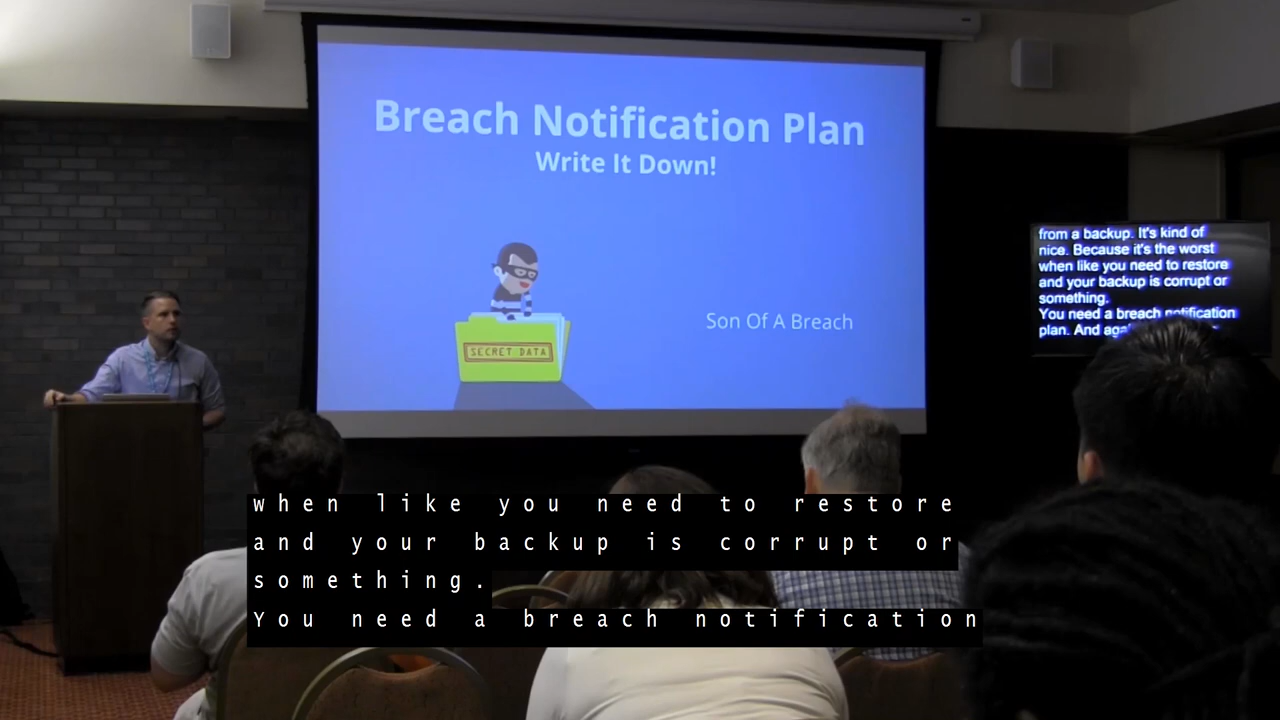 Breach Notification Plan
Write It Down!
SECRET DATA
Son Of A Breach
from a backup. It's kind of
nice. Because it's the worst
when like you need to restore
and your backup is corrupt or
something.
You need a breach notification
plan. And
when like you need to restore
and your backup is corrupt or
something.
You need a breach notification